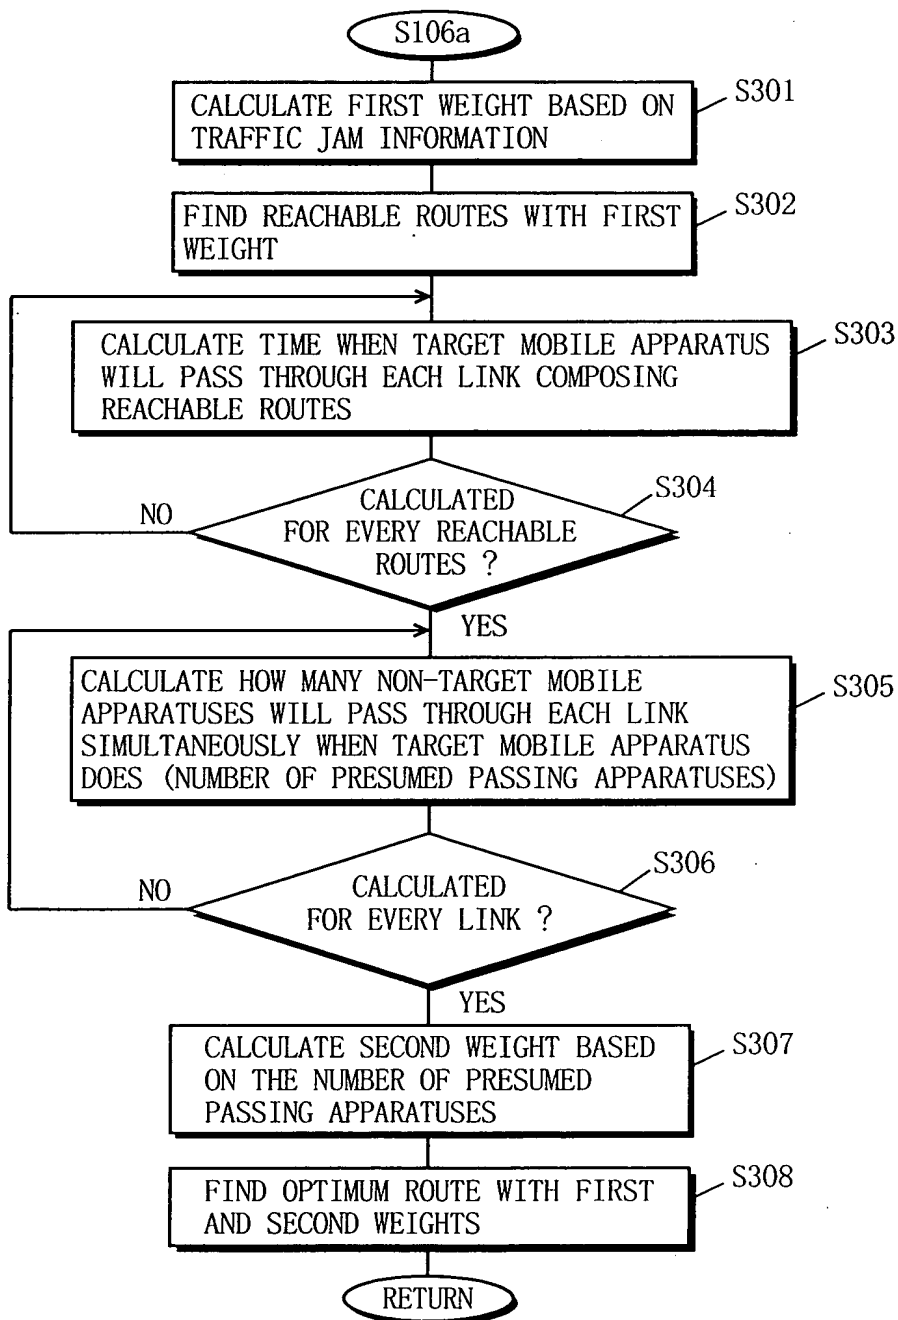 S106a
CALCULATE FIRST WEIGHT BASED ON
TRAFFIC JAM INFORMATION
S301
FIND REACHABLE ROUTES WITH FIRST
WEIGHT
S302
CALCULATE TIME WHEN TARGET MOBILE APPARATUS
WILL PASS THROUGH EACH LINK COMPOSING
REACHABLE ROUTES
S303
CALCULATED
FOR EVERY REACHABLE
ROUTES ?
S304
NO
YES
CALCULATE HOW MANY NON-TARGET MOBILE
APPARATUSES WILL PASS THROUGH EACH LINK
SIMULTANEOUSLY WHEN TARGET MOBILE APPARATUS
DOES (NUMBER OF PRESUMED PASSING APPARATUSES)
S305
CALCULATED
FOR EVERY LINK ?
S306
NO
YES
CALCULATE SECOND WEIGHT BASED
ON THE NUMBER OF PRESUMED
PASSING APPARATUSES
S307
FIND OPTIMUM ROUTE WITH FIRST
AND SECOND WEIGHTS
S308
RETURN